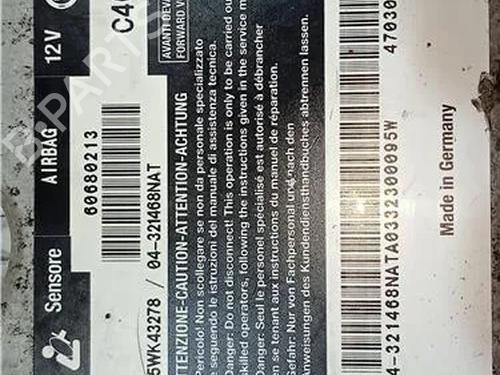 Sensore AIRBAG 12V
60680213
C4
AVANTI DEV
FORWARD V
5WK43278 / 04-321468NAT
ATTENZIONE-CAUTION-ATTENTION-ACHTUNG
Pericolo! Non scollegare se non da personale specializzato
e seguendo le istruzioni del manuale di assistenza tecnica.
Danger: Do not disconnect! This operation is only to be carried out
skilled operators, following the instructions given in the service m
Danger: Seul le personel spécialisé est autorisé à débrancher
en se tenant aux instructions du manuel de réparation.
Gefahr: Nur von Fachpersonal und nach den
Anweisungen des Kundendiensthandbuches abtrennen lassen.
4-321468NATA0332300095W
47030
Made in Germany
B-PARTS